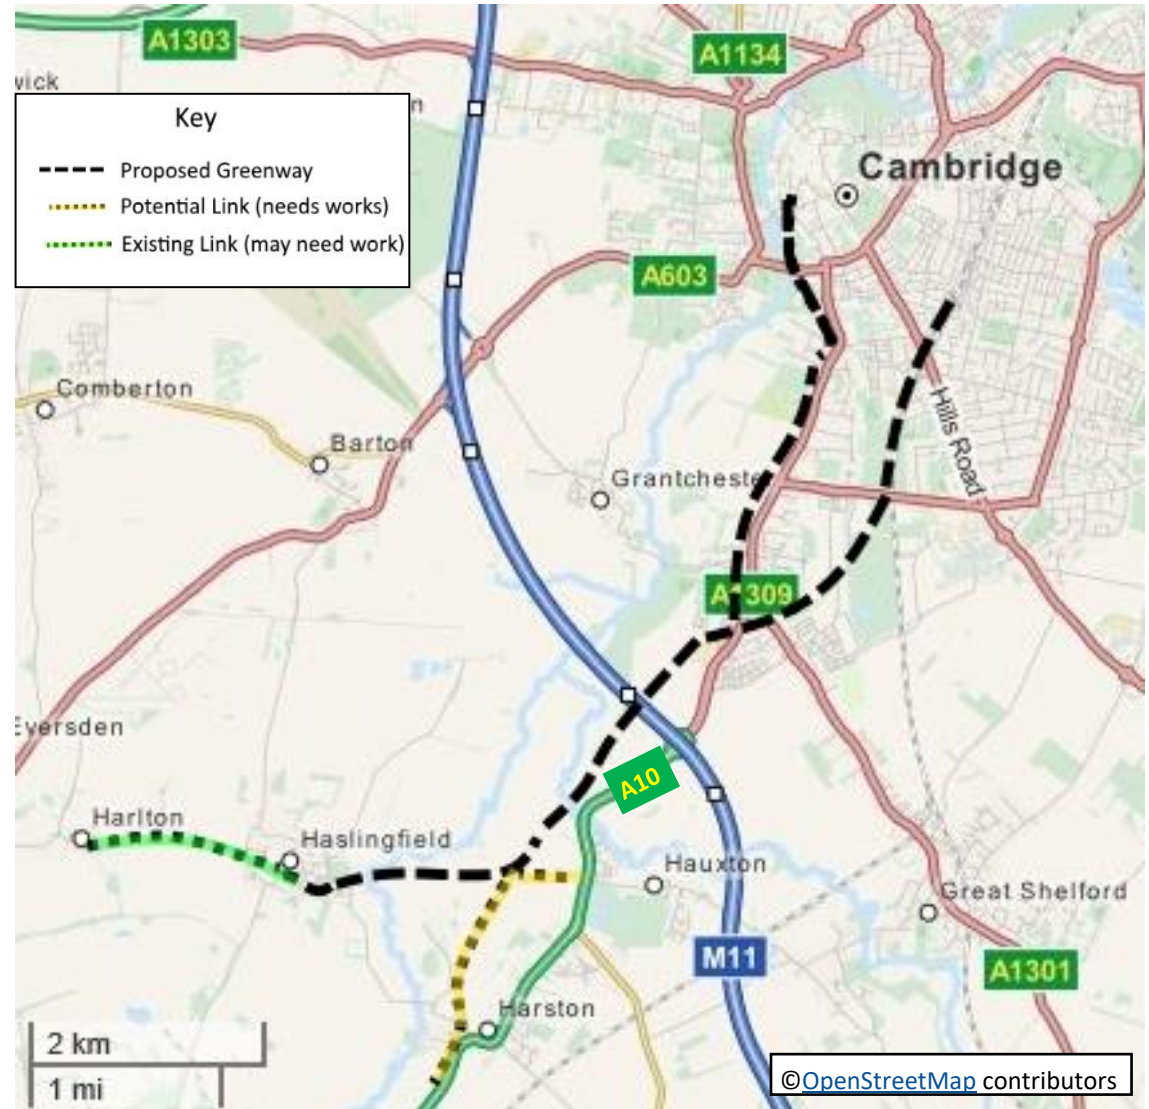 A1303
A1134
wick
n
Key
Proposed Greenway
Potential Link (needs works)
Existing Link (may need work)
Cambridge
A603
Comberton
Barton
Hills Road
Grantcheste
A1309
Eversden
A10
Harlton
Haslingfield
Hauxton
Great Shelford
M11
A1301
Harston
2 km
1 mi
©OpenStreetMap contributors